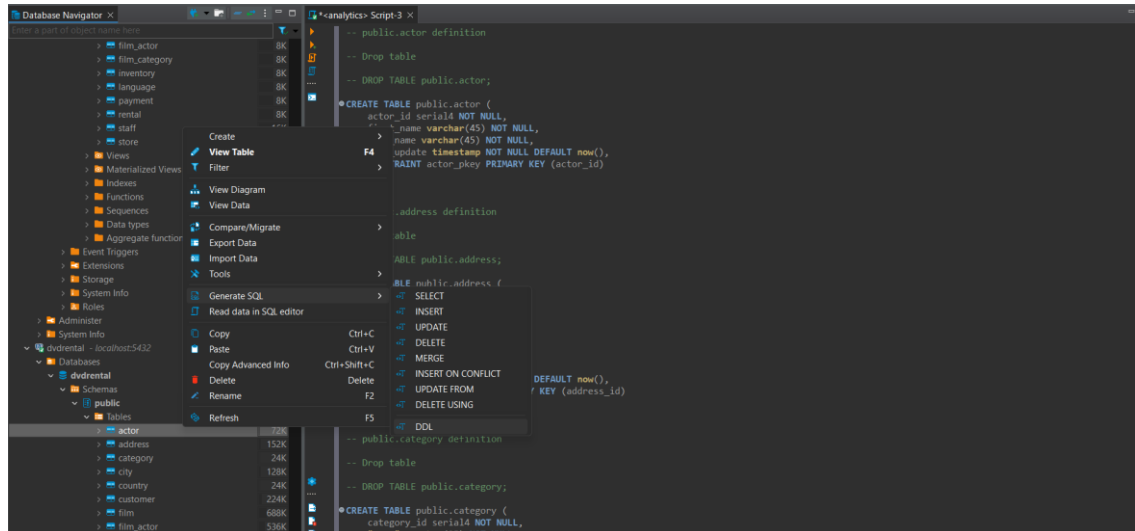 Database Navigator
*<analytics> Script-3
Enter a part of object name here
film_actor 8K
film_category 8K
inventory 8K
language 8K
payment 8K
rental 8K
staff
store
Views
Materialized Views
Indexes
Functions
Sequences
Data types
Aggregate function
Event Triggers
Extensions
Storage
System Info
Roles
Administer
System Info
dvdrental - localhost:5432
Databases
dvdrental
Schemas
public
Tables
actor 72K
address 152K
category 24K
city 128K
country 24K
customer 224K
film 688K
film_actor 536K
Create
View Table F4
Filter
View Diagram
View Data
Compare/Migrate
Export Data
Import Data
Tools
Generate SQL
Read data in SQL editor
Copy Ctrl+C
Paste Ctrl+V
Copy Advanced Info Ctrl+Shift+C
Delete Delete
Rename F2
Refresh F5
SELECT
INSERT
UPDATE
DELETE
MERGE
INSERT ON CONFLICT
UPDATE FROM
DELETE USING
DDL
-- public.actor definition
-- Drop table
-- DROP TABLE public.actor;
CREATE TABLE public.actor (
actor_id serial4 NOT NULL,
_name varchar(45) NOT NULL,
name varchar(45) NOT NULL,
update timestamp NOT NULL DEFAULT now(),
RAINT actor_pkey PRIMARY KEY (actor_id)
.address definition
able
ABLE public.address;
ABLE public.address (
DEFAULT now(),
KEY (address_id)
-- public.category definition
-- Drop table
-- DROP TABLE public.category;
CREATE TABLE public.category (
category_id serial4 NOT NULL,